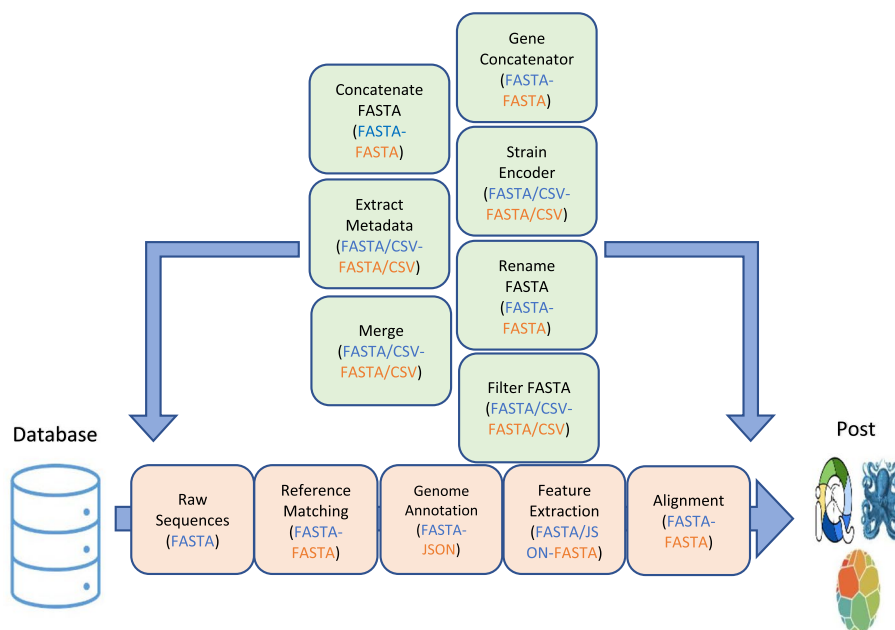 Gene
Concatenator
(FASTA-
FASTA)
Concatenate
FASTA
(FASTA-
FASTA)
Strain
Encoder
(FASTA/CSV-
FASTA/CSV)
Extract
Metadata
(FASTA/CSV-
FASTA/CSV)
Rename
FASTA
(FASTA-
FASTA)
Merge
(FASTA/CSV-
FASTA/CSV)
Filter FASTA
(FASTA/CSV-
FASTA/CSV)
Database
Post
Raw
Sequences
(FASTA)
Reference
Matching
(FASTA-
FASTA)
Genome
Annotation
(FASTA-
JSON)
Feature
Extraction
(FASTA/JS
ON-FASTA)
Alignment
(FASTA-
FASTA)